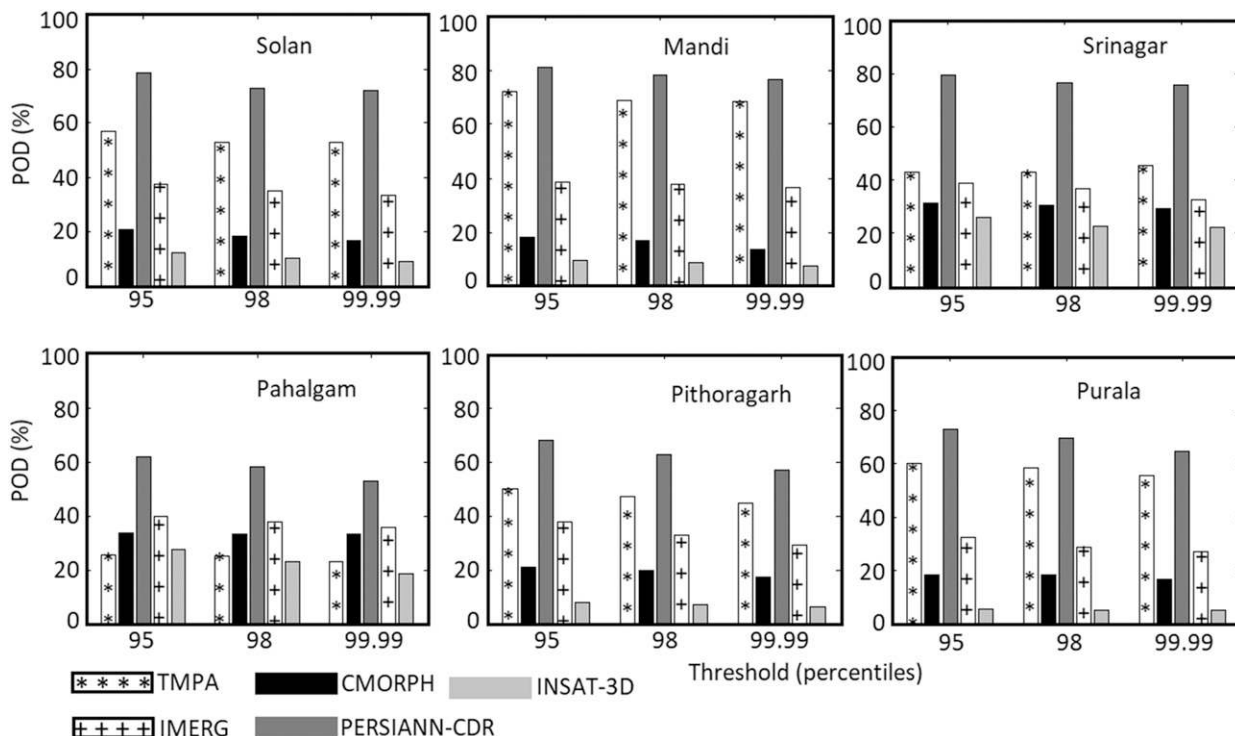 100
80
60
40
20
0
POD (%)
Solan
95 98 99.99
100
80
60
40
20
0
Mandi
95 98 99.99
100
80
60
40
20
0
Srinagar
95 98 99.99
100
80
60
40
20
0
POD (%)
Pahalgam
95 98 99.99
100
80
60
40
20
0
Pithoragarh
95 98 99.99
100
80
60
40
20
0
Purala
95 98 99.99
Threshold (percentiles)
TMPA CMORPH INSAT-3D
IMERG PERSIANN-CDR